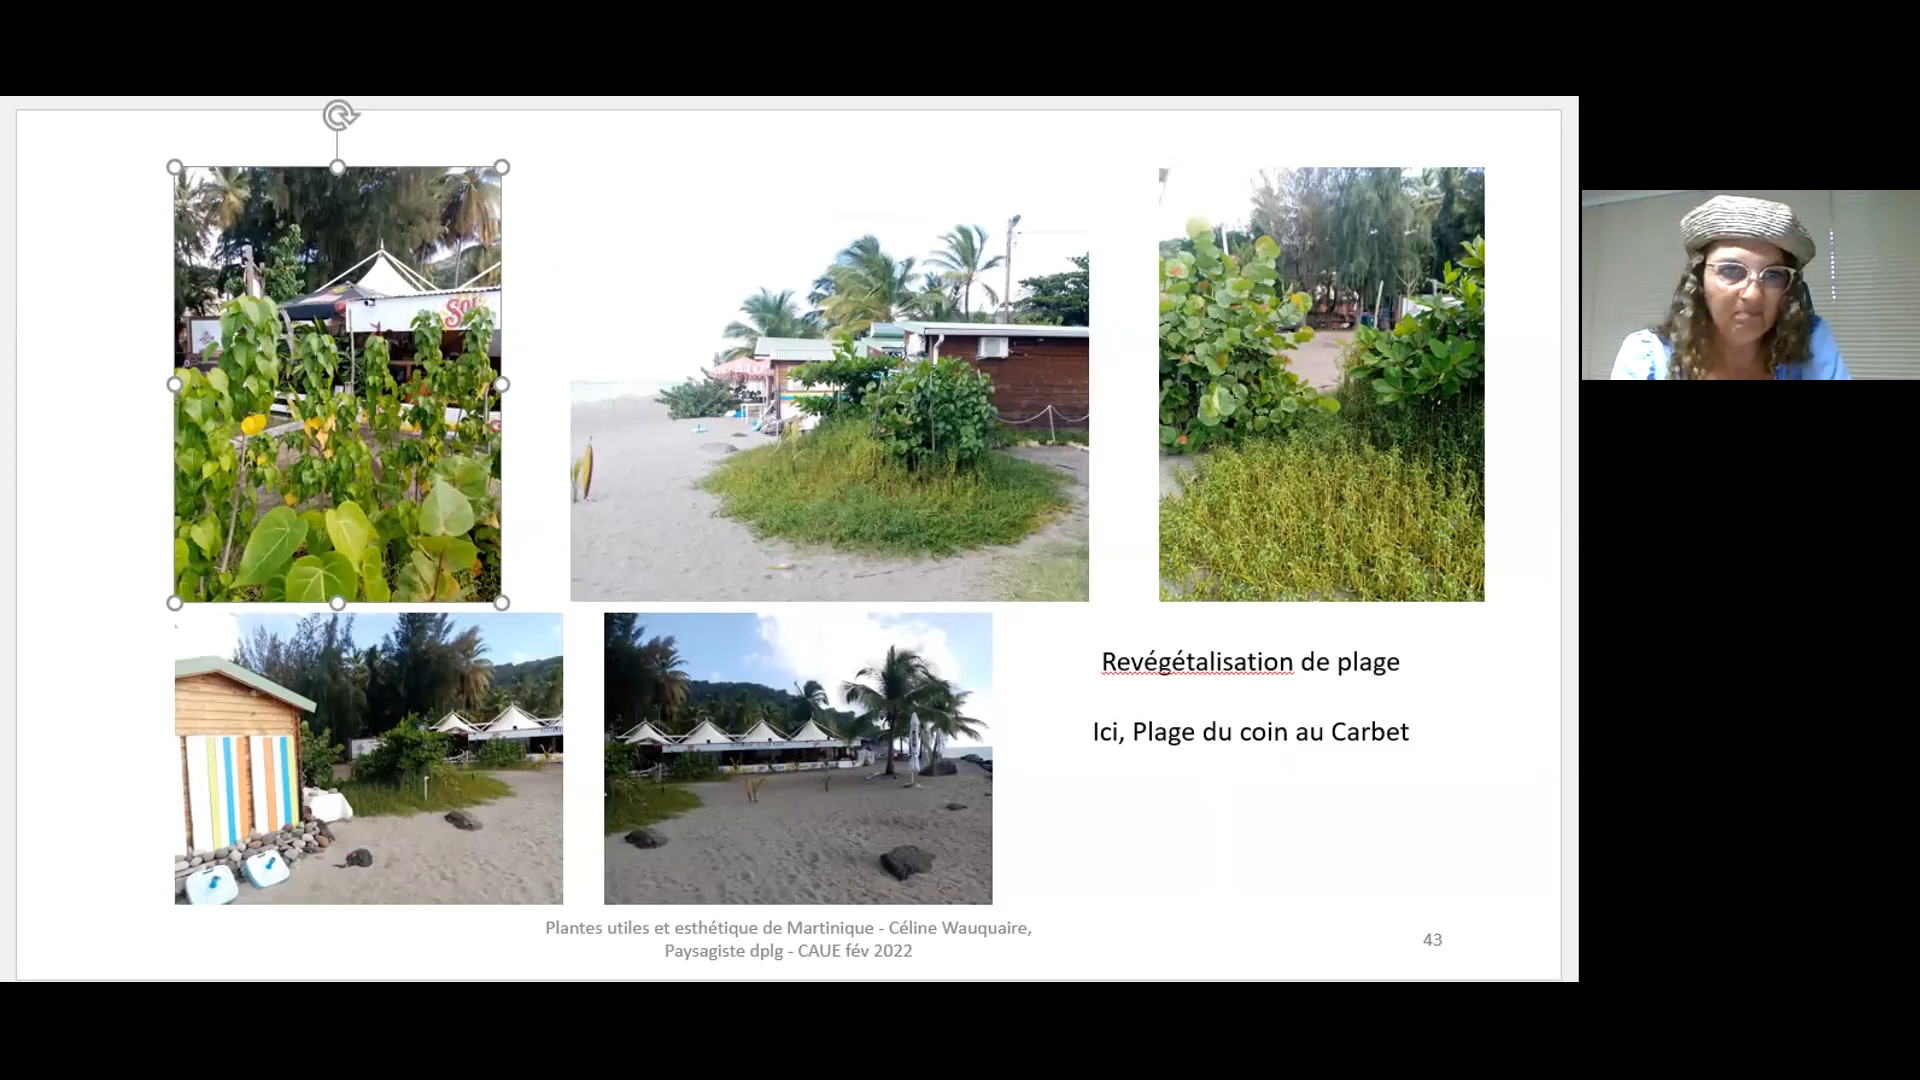 Sol
Revégétalisation de plage
Ici, Plage du coin au Carbet
Plantes utiles et esthétique de Martinique - Céline Wauquaire,
Paysagiste dplg - CAUE fév 2022
43